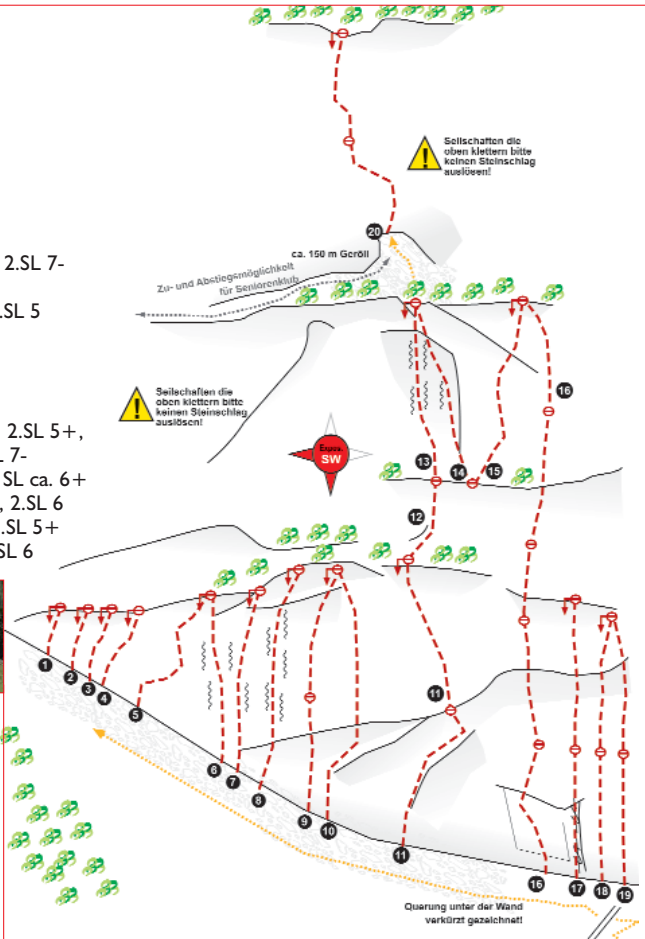 Seilschaften die
oben klettern bitte
keinen Steinschlag
auslösen!
20
ca. 150 m Geröll
Zu- und Abstiegsmöglichkeit
für Seniorenklub
2.SL 7-
.SL 5
16
Seilschaften die
oben klettern bitte
keinen Steinschlag
auslösen!
2.SL 5+,
L 7-
SL ca. 6+
, 2.SL 6
.SL 5+
SL 6
Expos.
SW
13
14
15
12
1
2
3
4
5
6
7
8
9
10
11
11
16
17
18
19
Querung unter der Wand
verkürzt gezeichnet!